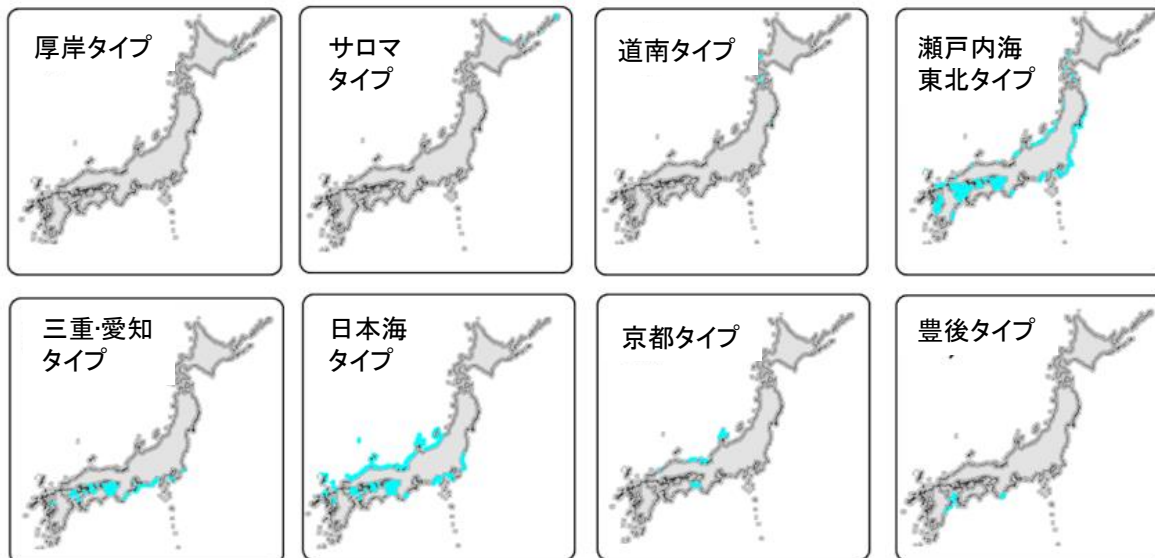 厚岸タイプ
サロマ
タイプ
道南タイプ
瀬戸内海
東北タイプ
三重·愛知
タイプ
日本海
タイプ
京都タイプ
豊後タイプ